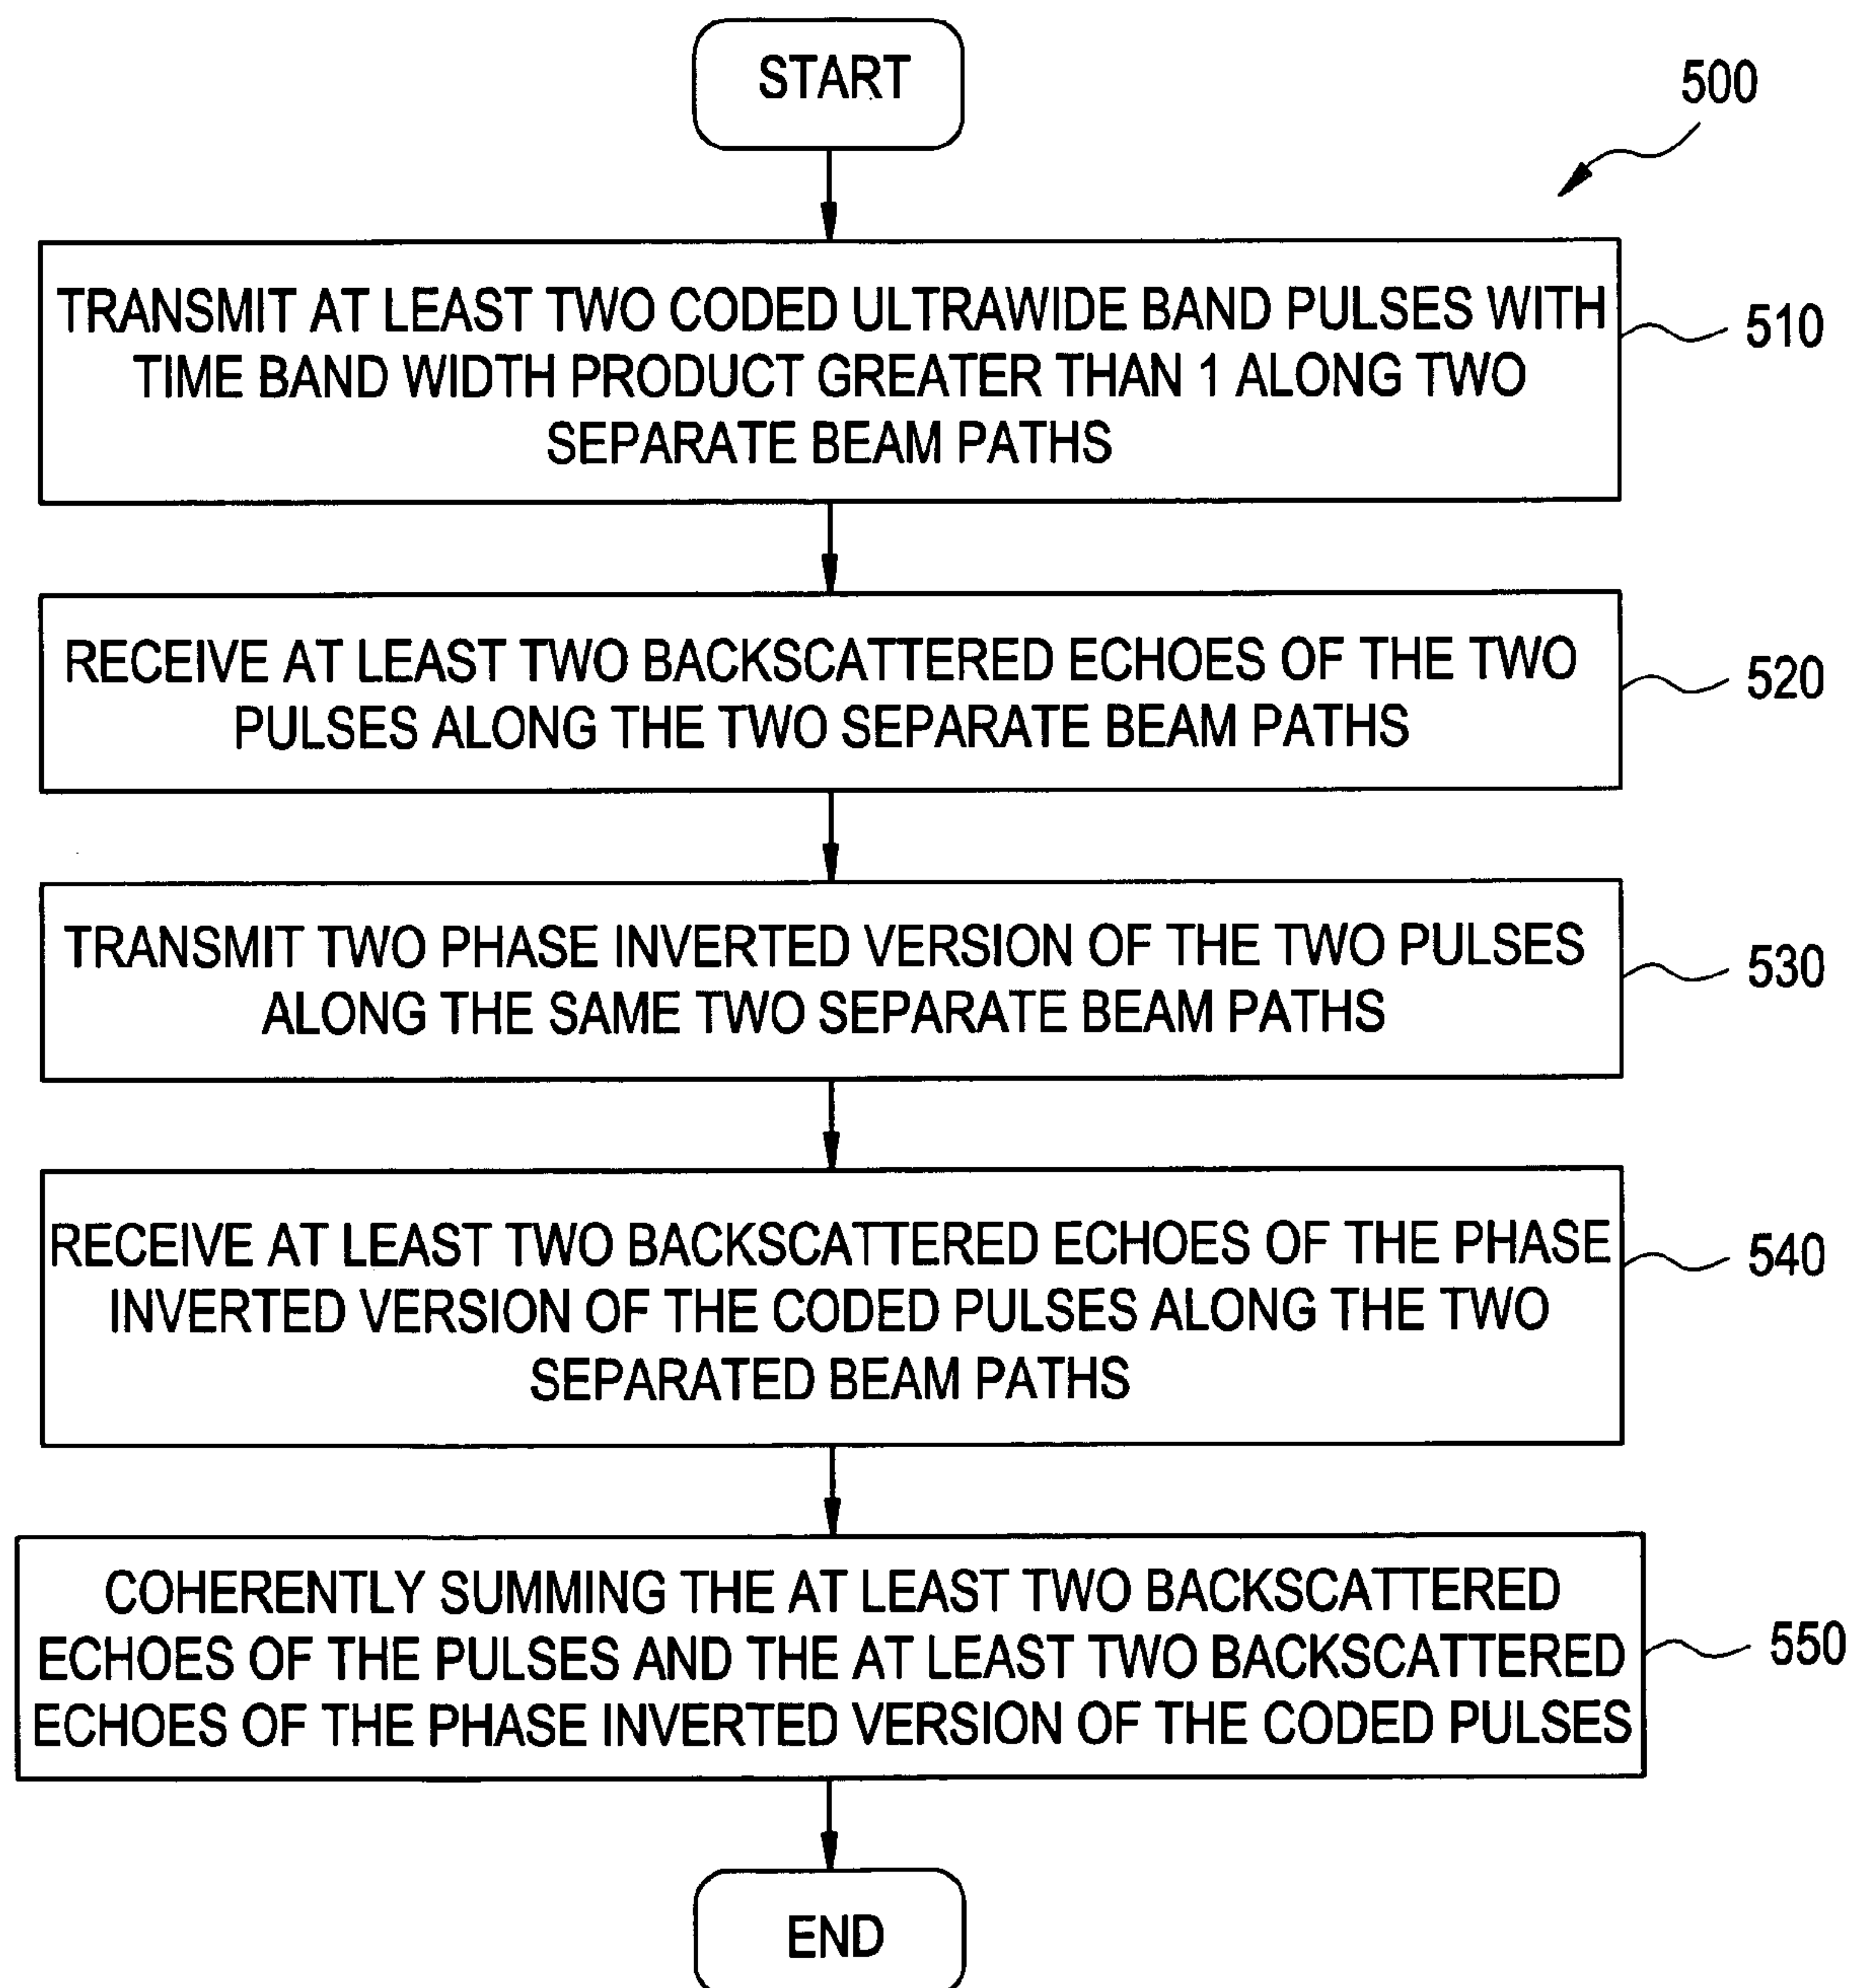 START
500
TRANSMIT AT LEAST TWO CODED ULTRAWIDE BAND PULSES WITH
TIME BAND WIDTH PRODUCT GREATER THAN 1 ALONG TWO
SEPARATE BEAM PATHS
510
RECEIVE AT LEAST TWO BACKSCATTERED ECHOES OF THE TWO
PULSES ALONG THE TWO SEPARATE BEAM PATHS
520
TRANSMIT TWO PHASE INVERTED VERSION OF THE TWO PULSES
ALONG THE SAME TWO SEPARATE BEAM PATHS
530
RECEIVE AT LEAST TWO BACKSCATTERED ECHOES OF THE PHASE
INVERTED VERSION OF THE CODED PULSES ALONG THE TWO
SEPARATED BEAM PATHS
540
COHERENTLY SUMMING THE AT LEAST TWO BACKSCATTERED
ECHOES OF THE PULSES AND THE AT LEAST TWO BACKSCATTERED
ECHOES OF THE PHASE INVERTED VERSION OF THE CODED PULSES
550
END